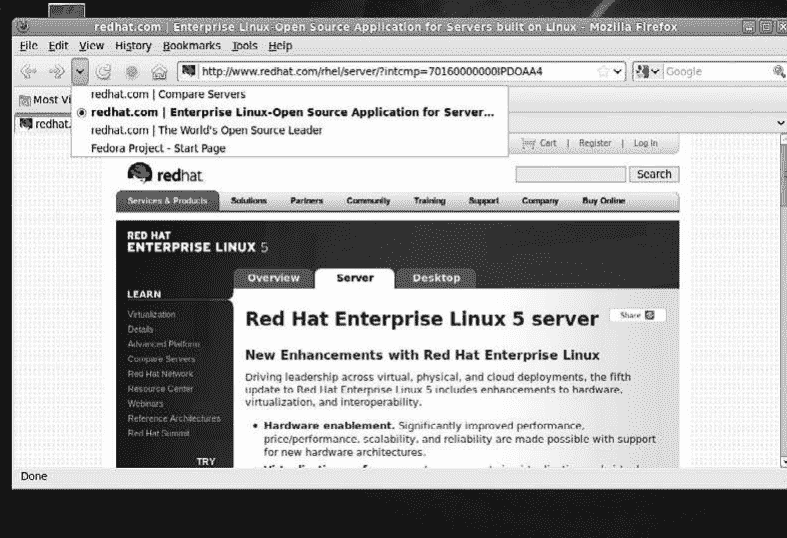 redhat.com | Enterprise Linux-Open Source Application for Servers built on Linux - Mozilla Firefox
File Edit View History Bookmarks Tools Help
http://www.redhat.com/rhel/server/?intcmp=70160000000IPDOAA4 Google
redhat.com | Compare Servers
Most Vi
redhat.com | Enterprise Linux-Open Source Application for Server...
redhat.
redhat.com | The World's Open Source Leader
Fedora Project - Start Page
Cart | Register | Log In
redhat. Search
Services & Products Solutions Partners Community Training Support Company Buy Online
RED HAT
ENTERPRISE LINUX 5
Overview Server Desktop
LEARN
Virtualization
Details
Advanced Platform
Compare Servers
Red Hat Network
Resource Center
Webinars
Reference Architectures
Red Hat Summit
TRY
Red Hat Enterprise Linux 5 server Share
New Enhancements with Red Hat Enterprise Linux
Driving leadership across virtual, physical, and cloud deployments, the fifth
update to Red Hat Enterprise Linux 5 includes enhancements to hardware,
virtualization, and interoperability.
• Hardware enablement. Significantly improved performance,
price/performance, scalability, and reliability are made possible with support
for new hardware architectures.
Done